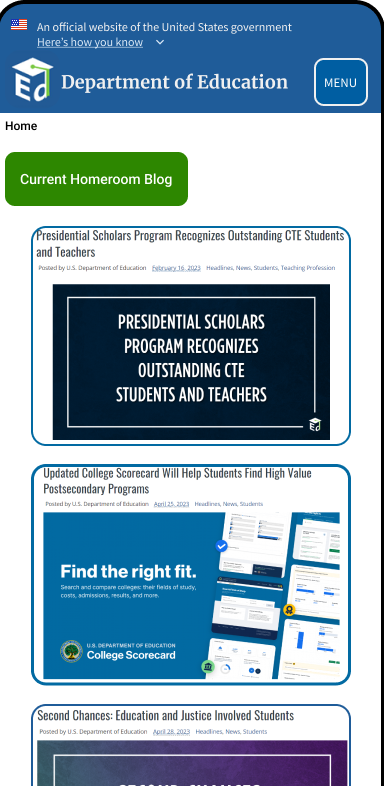 An official website of the United States government
Here's how you know
Ed
Department of Education
MENU
Home
Current Homeroom Blog
Presidential Scholars Program Recognizes Outstanding CTE Students
and Teachers
Posted by U.S. Department of Education February 16, 2023 Headlines, News, Students, Teaching Profession
PRESIDENTIAL SCHOLARS
PROGRAM RECOGNIZES
OUTSTANDING CTE
STUDENTS AND TEACHERS
Updated College Scorecard Will Help Students Find High Value
Postsecondary Programs
Posted by U.S. Department of Education April 25, 2023 Headlines, News, Students
Find the right fit.
Search and compare colleges: their fields of study,
costs, admissions, results, and more.
U.S. DEPARTMENT OF EDUCATION
College Scorecard
Second Chances: Education and Justice Involved Students
Posted by U.S. Department of Education April 28, 2023 Headlines, News, Students